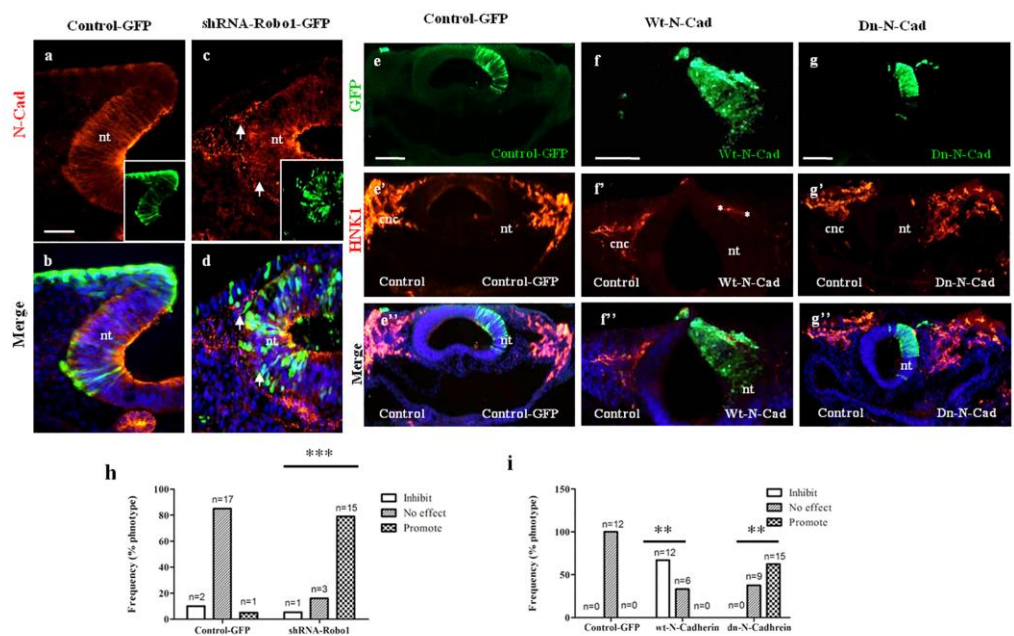 Control-GFP shRNA-Robo1-GFP Control-GFP Wt-N-Cad Dn-N-Cad
N-Cad
a
nt
c
nt
Merge
b
nt
d
nt
GFP
e
Control-GFP
f
Wt-N-Cad
g
Dn-N-Cad
HNK1
e'
cnc
nt
Control Control-GFP
f'
* *
cnc
nt
Control Wt-N-Cad
g'
cnc
nt
Control Dn-N-Cad
Merge
e''
nt
Control Control-GFP
f''
nt
Control Wt-N-Cad
g''
nt
Control Dn-N-Cad
h
***
Frequency (% phnotype)
100
80
60
40
20
0
n=2
n=17
n=1
n=1
n=3
n=15
Control-GFP shRNA-Robo1
Inhibit
No effect
Promote
i
** **
Frequency (% phnotype)
150
100
50
0
n=0
n=12
n=0
n=12
n=6
n=0
n=0
n=9
n=15
Control-GFP wt-N-Cadherin dn-N-Cadhrein
Inhibit
No effect
Promote